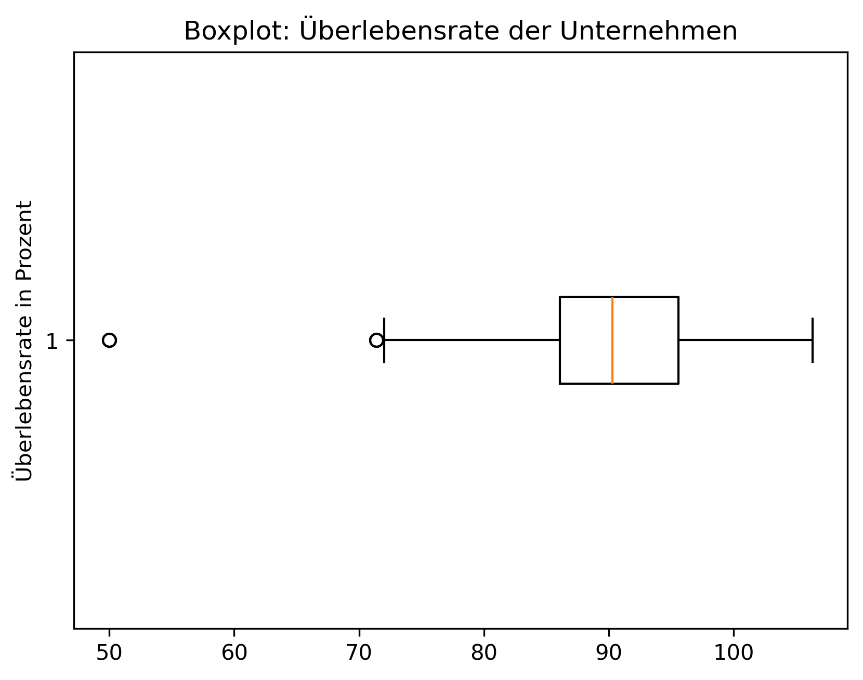 Boxplot: Überlebensrate der Unternehmen
Überlebensrate in Prozent
1
50 60 70 80 90 100